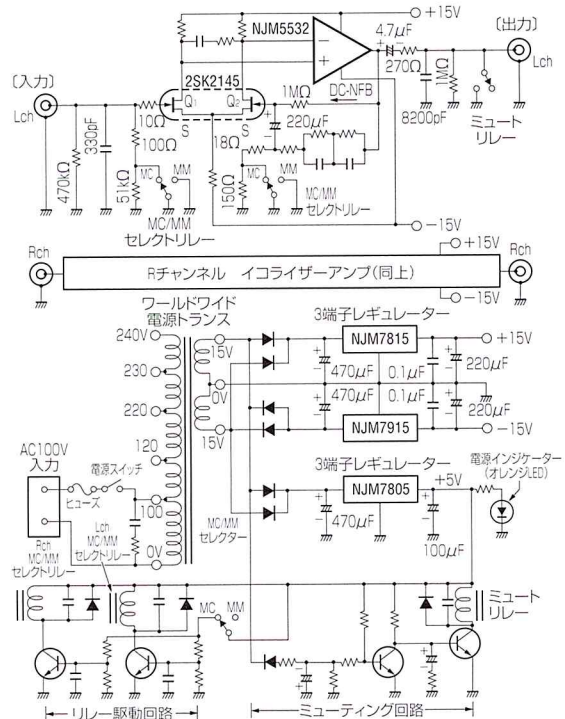 +15V
NJM5532
4.7μF
〔出力〕
Lch
〔入力〕
Lch
2SK2145
Q₁
Q₂
−
+
+
−
270Ω
1MΩ
8200pF
ミュート
リレー
1MΩ
DC-NFB
+
−
220μF
10Ω
100Ω
S
S
18Ω
330pF
470kΩ
51kΩ
MC
MM
MC/MM
セレクトリレー
150Ω
MC
MM
MC/MM
セレクトリレー
−15V
+15V
Rch
Rch
Rチャンネル イコライザーアンプ(同上)
−15V
ワールドワイド
電源トランス
3端子レギュレーター
240V
15V
NJM7815
+15V
230
+
−
470μF
0.1μF
+
−
220μF
0V
220
+
−
470μF
0.1μF
+
−
220μF
15V
NJM7915
−15V
120
AC100V
入力
電源スイッチ
ヒューズ
100
0V
3端子レギュレーター
電源インジケーター
(オレンジLED)
NJM7805
+5V
+
−
470μF
+
−
100μF
MC/MM
セレクター
Rch
MC/MM
セレクトリレー
Lch
MC/MM
セレクトリレー
MC
MM
ミュート
リレー
+
−
+
−
リレー駆動回路
ミューティング回路